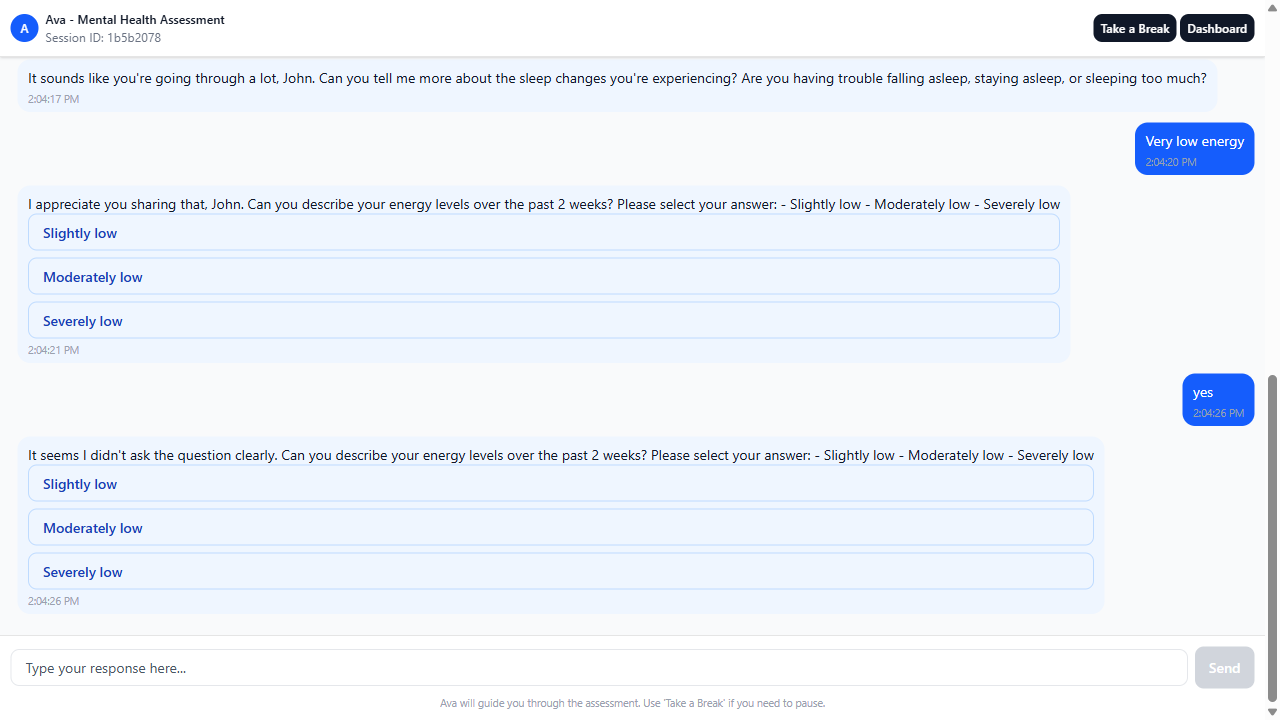 A
Ava - Mental Health Assessment
Session ID: 1b5b2078
Take a Break
Dashboard
It sounds like you're going through a lot, John. Can you tell me more about the sleep changes you're experiencing? Are you having trouble falling asleep, staying asleep, or sleeping too much?
2:04:17 PM
Very low energy
2:04:20 PM
I appreciate you sharing that, John. Can you describe your energy levels over the past 2 weeks? Please select your answer: - Slightly low - Moderately low - Severely low
Slightly low
Moderately low
Severely low
2:04:21 PM
yes
2:04:26 PM
It seems I didn't ask the question clearly. Can you describe your energy levels over the past 2 weeks? Please select your answer: - Slightly low - Moderately low - Severely low
Slightly low
Moderately low
Severely low
2:04:26 PM
Type your response here...
Send
Ava will guide you through the assessment. Use 'Take a Break' if you need to pause.